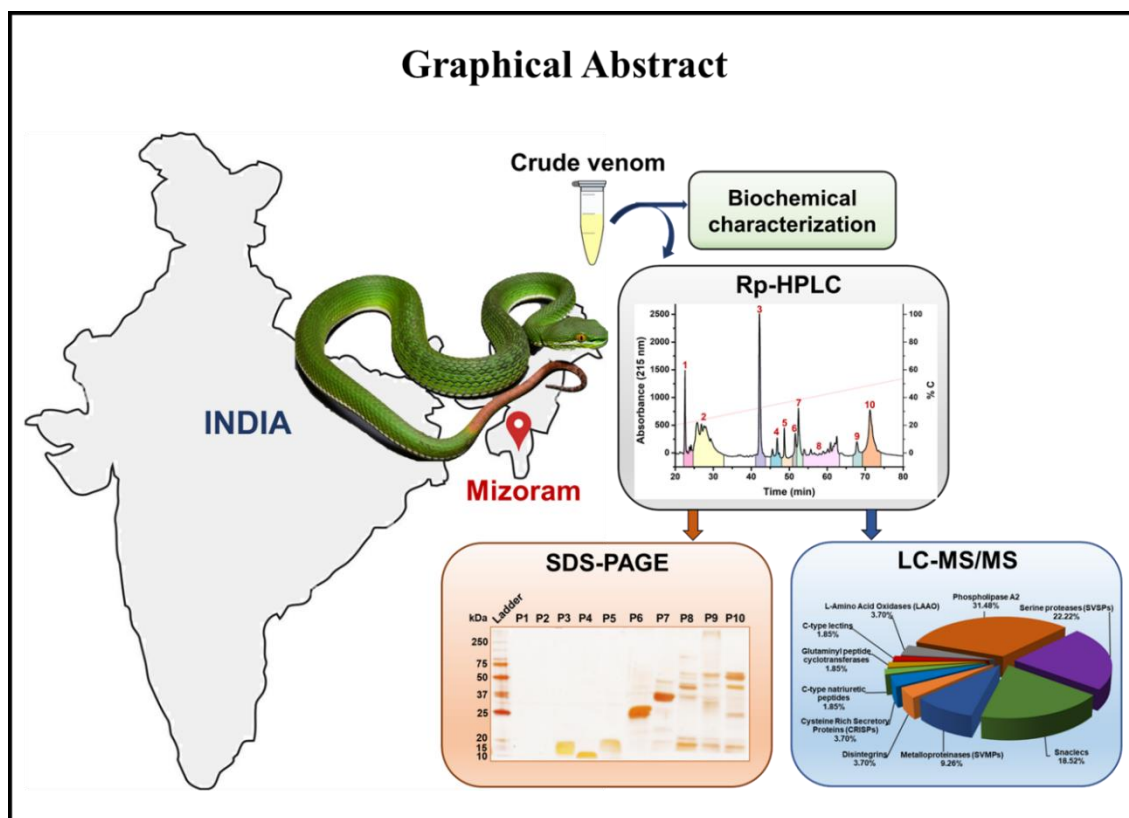 Graphical Abstract
Crude venom
Biochemical
characterization
INDIA
Mizoram
Rp-HPLC
Absorbance (215 nm)
2500
2000
1500
1000
500
0
1
2
3
4
5
6
7
8
9
10
100
80
60
40
20
0
% C
20 30 40 50 60 70 80
Time (min)
SDS-PAGE
kDa Ladder P1 P2 P3 P4 P5 P6 P7 P8 P9 P10
250
75
50
37
25
20
15
10
LC-MS/MS
Phospholipase A2
31.48%
Serine proteases (SVSPs)
22.22%
L-Amino Acid Oxidases (LAAO)
3.70%
C-type lectins
1.85%
Glutaminyl peptide
cyclotransferases
1.85%
C-type natriuretic
peptides
1.85%
Cysteine Rich Secretory
Proteins (CRISPs)
3.70%
Disintegrins
3.70%
Metalloproteinases (SVMPs)
9.26%
Snaclecs
18.52%